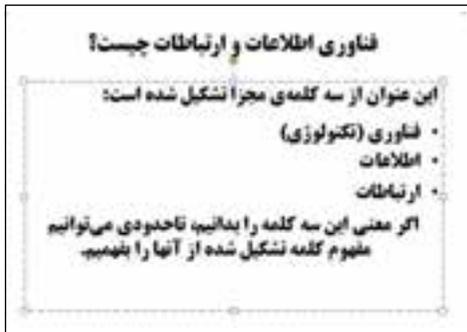 فناوری اطلاعات و ارتباطات چیست؟
این عنوان از سه کلمه‌ی مجزا تشکیل شده است:
• فناوری (تکنولوژی)
• اطلاعات
• ارتباطات
اگر معنی این سه کلمه را بدانیم، تاحدودی می‌توانیم
مفهوم کلمه تشکیل شده از آنها را بفهمیم.